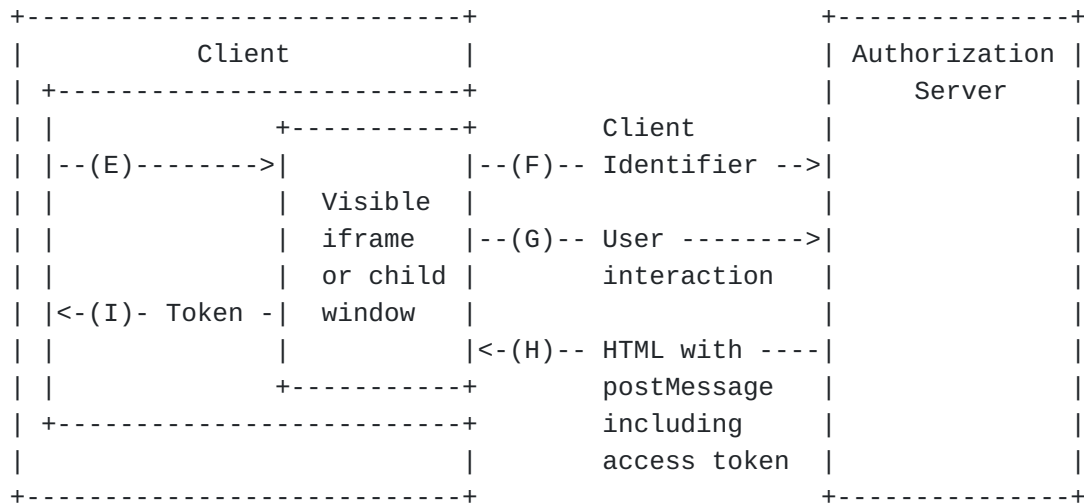 +---------------------------+                    +---------------+
|          Client           |                    | Authorization |
| +-------------------------+                    |     Server    |
| |             +-----------+       Client       |               |
| |--(E)------->|           |--(F)-- Identifier -->|               |
| |             |  Visible  |                    |               |
| |             |  iframe   |--(G)-- User -------->|               |
| |             |  or child |       interaction  |               |
| |<-(I)- Token -|  window   |                    |               |
| |             |           |<-(H)-- HTML with ----|               |
| |             +-----------+       postMessage  |               |
| +-------------------------+       including    |               |
|                           |       access token |               |
+---------------------------+                    +---------------+